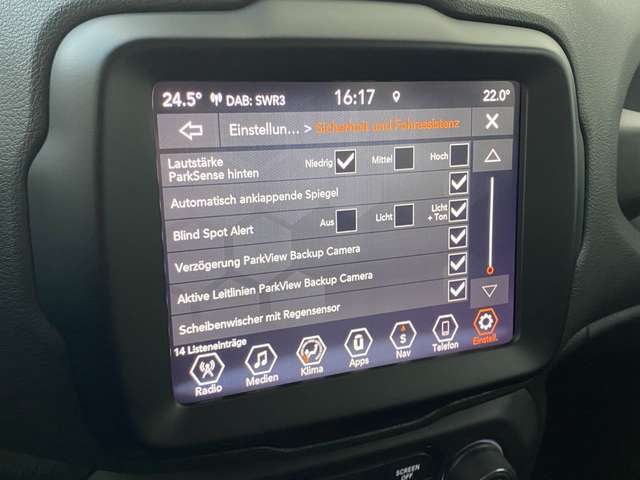 24.5° DAB: SWR3 16:17 22.0°
Einstellun... > Sicherheit und Fahrassistenz X
Lautstärke
ParkSense hinten Niedrig Mittel Hoch
Automatisch anklappende Spiegel
Blind Spot Alert Aus Licht Licht
+ Ton
Verzögerung ParkView Backup Camera
Aktive Leitlinien ParkView Backup Camera
Scheibenwischer mit Regensensor
14 Listeneinträge
S
Radio Medien Klima Apps Nav Telefon Einstell.
SCREEN
OFF